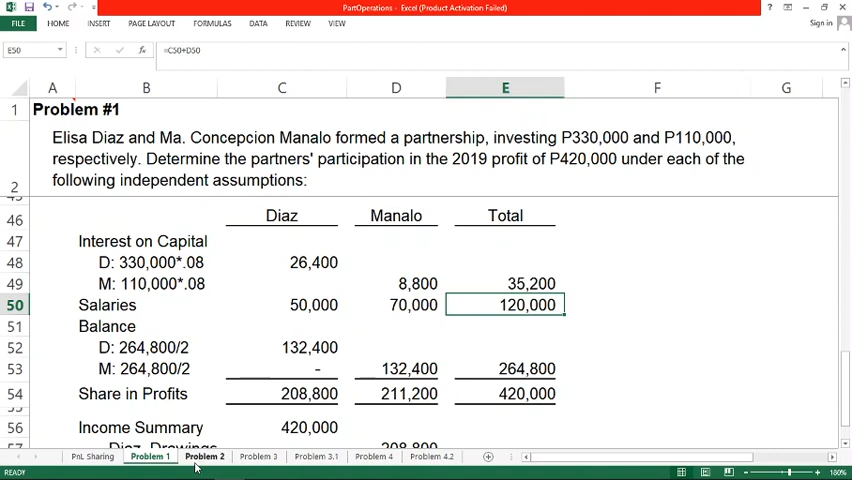 PartOperations - Excel (Product Activation Failed)
FILE HOME INSERT PAGE LAYOUT FORMULAS DATA REVIEW VIEW Sign in
E50 fx =C50+D50
A B C D E F G
1 Problem #1
Elisa Diaz and Ma. Concepcion Manalo formed a partnership, investing P330,000 and P110,000,
respectively. Determine the partners' participation in the 2019 profit of P420,000 under each of the
2 following independent assumptions:
46 Diaz Manalo Total
47 Interest on Capital
48 D: 330,000*.08 26,400
49 M: 110,000*.08 8,800 35,200
50 Salaries 50,000 70,000 120,000
51 Balance
52 D: 264,800/2 132,400
53 M: 264,800/2 - 132,400 264,800
54 Share in Profits 208,800 211,200 420,000
56 Income Summary 420,000
57 Diaz, Drawings 208,800
PnL Sharing Problem 1 Problem 2 Problem 3 Problem 3.1 Problem 4 Problem 4.2
READY 180%